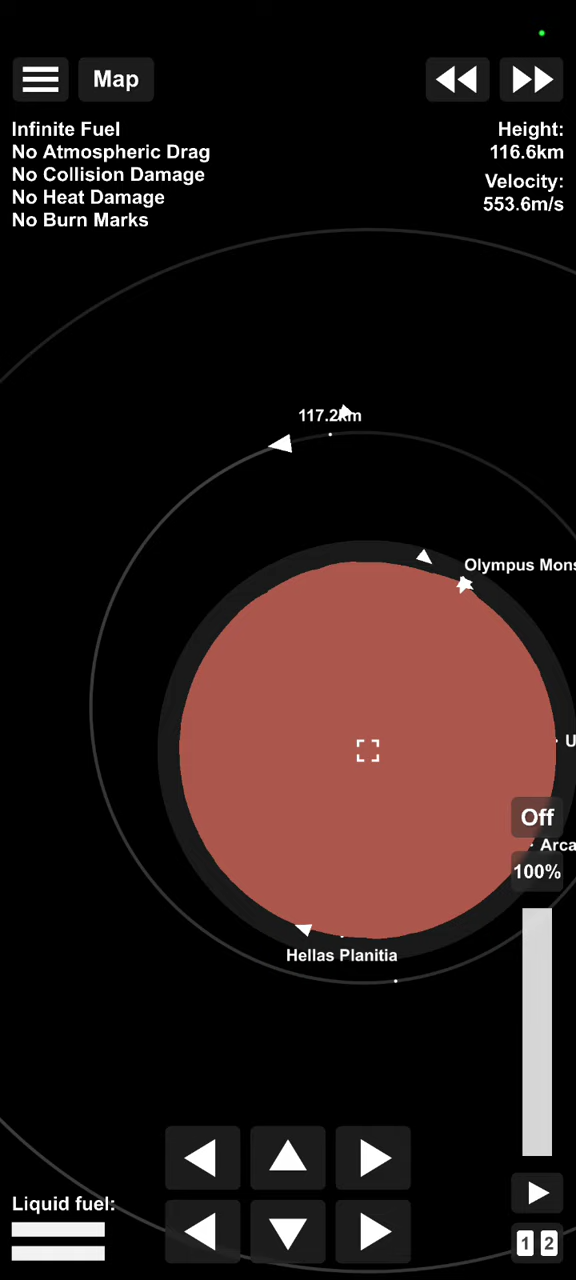 Map
Infinite Fuel
No Atmospheric Drag
No Collision Damage
No Heat Damage
No Burn Marks
Height:
116.6km
Velocity:
553.6m/s
117.2km
Olympus Mons
U
Off
Arca
100%
Hellas Planitia
Liquid fuel:
1 2